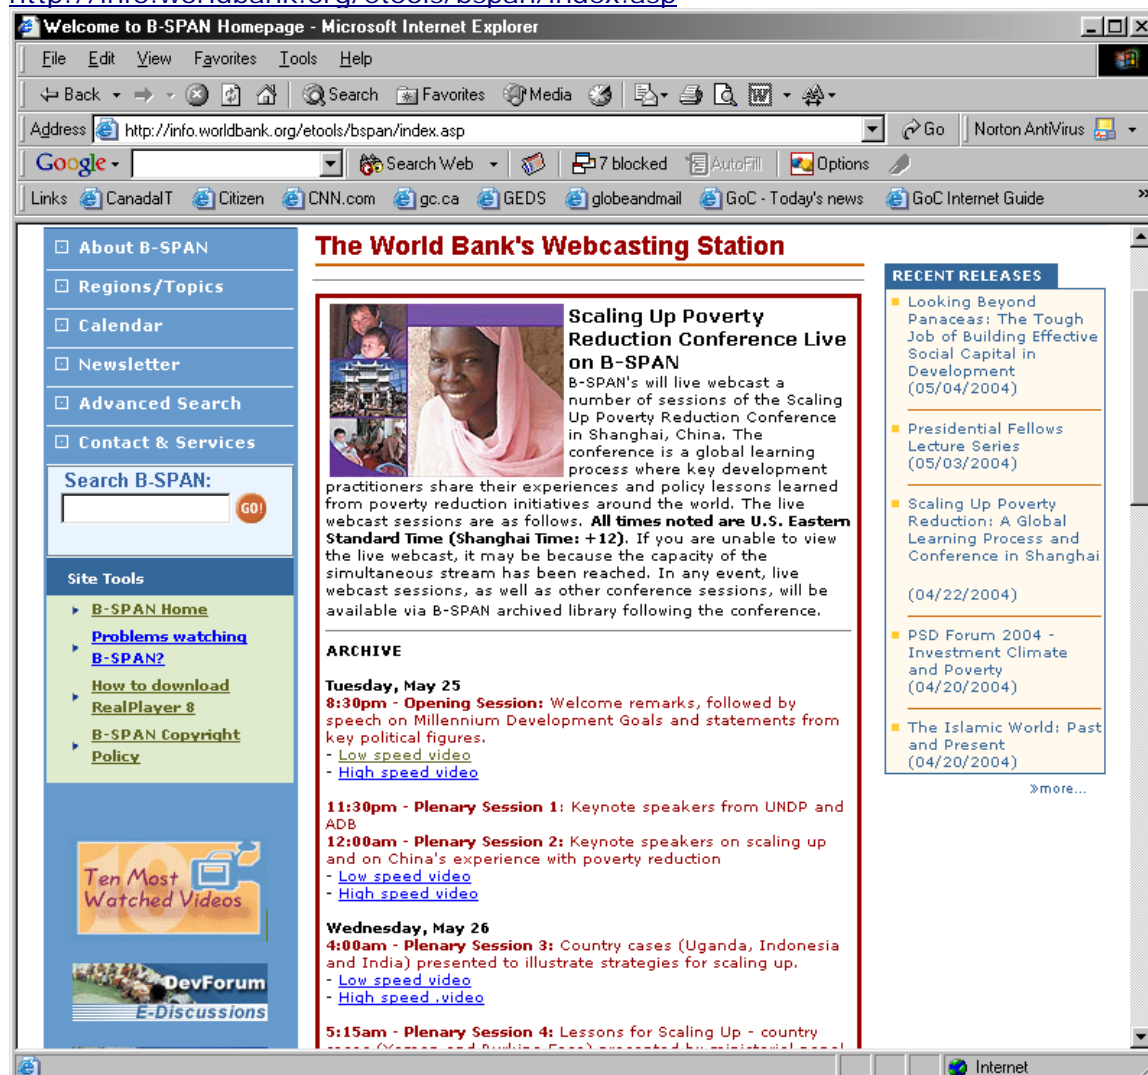 http://info.worldbank.org/etools/bspan/index.asp
Welcome to B-SPAN Homepage - Microsoft Internet Explorer
File Edit View Favorites Tools Help
Back Search Favorites Media
Address http://info.worldbank.org/etools/bspan/index.asp Go Norton AntiVirus
Google Search Web 7 blocked AutoFill Options
Links CanadaIT Citizen CNN.com gc.ca GEDS globeandmail GoC - Today's news GoC Internet Guide »
About B-SPAN
Regions/Topics
Calendar
Newsletter
Advanced Search
Contact & Services
Search B-SPAN:
GO!
Site Tools
B-SPAN Home
Problems watching
B-SPAN?
How to download
RealPlayer 8
B-SPAN Copyright
Policy
10
Ten Most
Watched Videos
DevForum
E-Discussions
The World Bank's Webcasting Station
Scaling Up Poverty
Reduction Conference Live
on B-SPAN
B-SPAN's will live webcast a
number of sessions of the Scaling
Up Poverty Reduction Conference
in Shanghai, China. The
conference is a global learning
process where key development
practitioners share their experiences and policy lessons learned
from poverty reduction initiatives around the world. The live
webcast sessions are as follows. All times noted are U.S. Eastern
Standard Time (Shanghai Time: +12). If you are unable to view
the live webcast, it may be because the capacity of the
simultaneous stream has been reached. In any event, live
webcast sessions, as well as other conference sessions, will be
available via B-SPAN archived library following the conference.
ARCHIVE
Tuesday, May 25
8:30pm - Opening Session: Welcome remarks, followed by
speech on Millennium Development Goals and statements from
key political figures.
- Low speed video
- High speed video
11:30pm - Plenary Session 1: Keynote speakers from UNDP and
ADB
12:00am - Plenary Session 2: Keynote speakers on scaling up
and on China's experience with poverty reduction
- Low speed video
- High speed video
Wednesday, May 26
4:00am - Plenary Session 3: Country cases (Uganda, Indonesia
and India) presented to illustrate strategies for scaling up.
- Low speed video
- High speed .video
5:15am - Plenary Session 4: Lessons for Scaling Up - country
RECENT RELEASES
Looking Beyond
Panaceas: The Tough
Job of Building Effective
Social Capital in
Development
(05/04/2004)
Presidential Fellows
Lecture Series
(05/03/2004)
Scaling Up Poverty
Reduction: A Global
Learning Process and
Conference in Shanghai
(04/22/2004)
PSD Forum 2004 -
Investment Climate
and Poverty
(04/20/2004)
The Islamic World: Past
and Present
(04/20/2004)
»more...
Internet